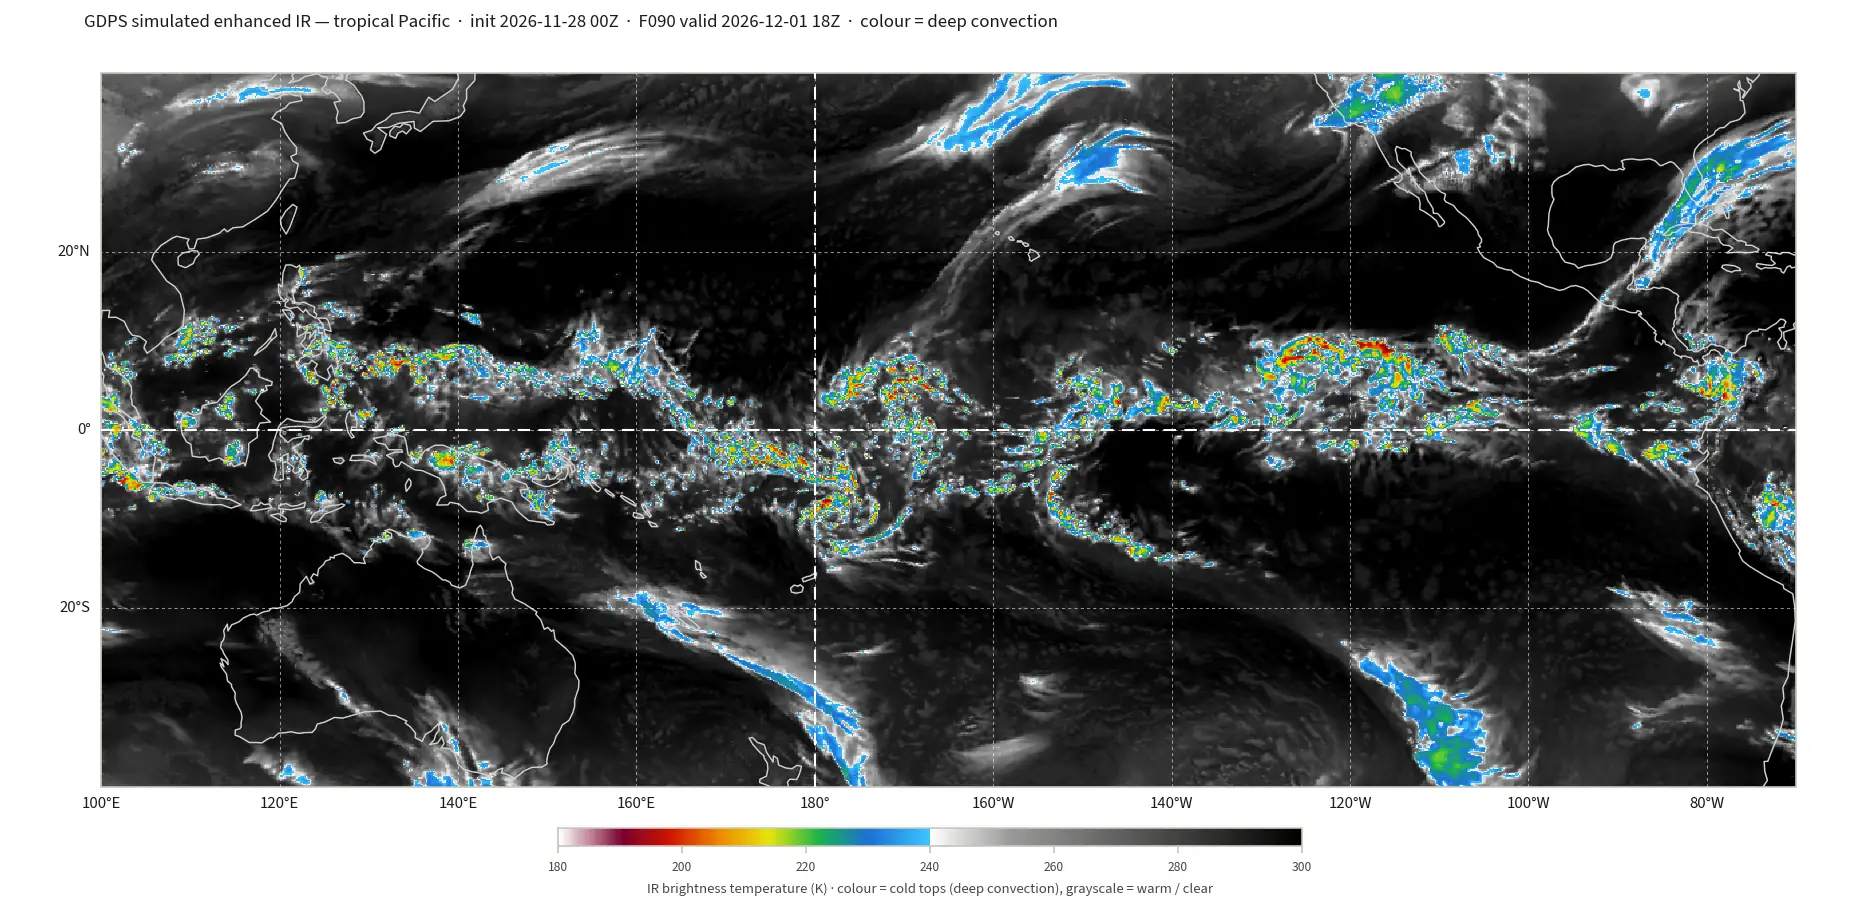 GDPS simulated enhanced IR — tropical Pacific · init 2026-11-28 00Z · F090 valid 2026-12-01 18Z · colour = deep convection
20°N
0°
20°S
100°E 120°E 140°E 160°E 180° 160°W 140°W 120°W 100°W 80°W
180 200 220 240 260 280 300
IR brightness temperature (K) · colour = cold tops (deep convection), grayscale = warm / clear